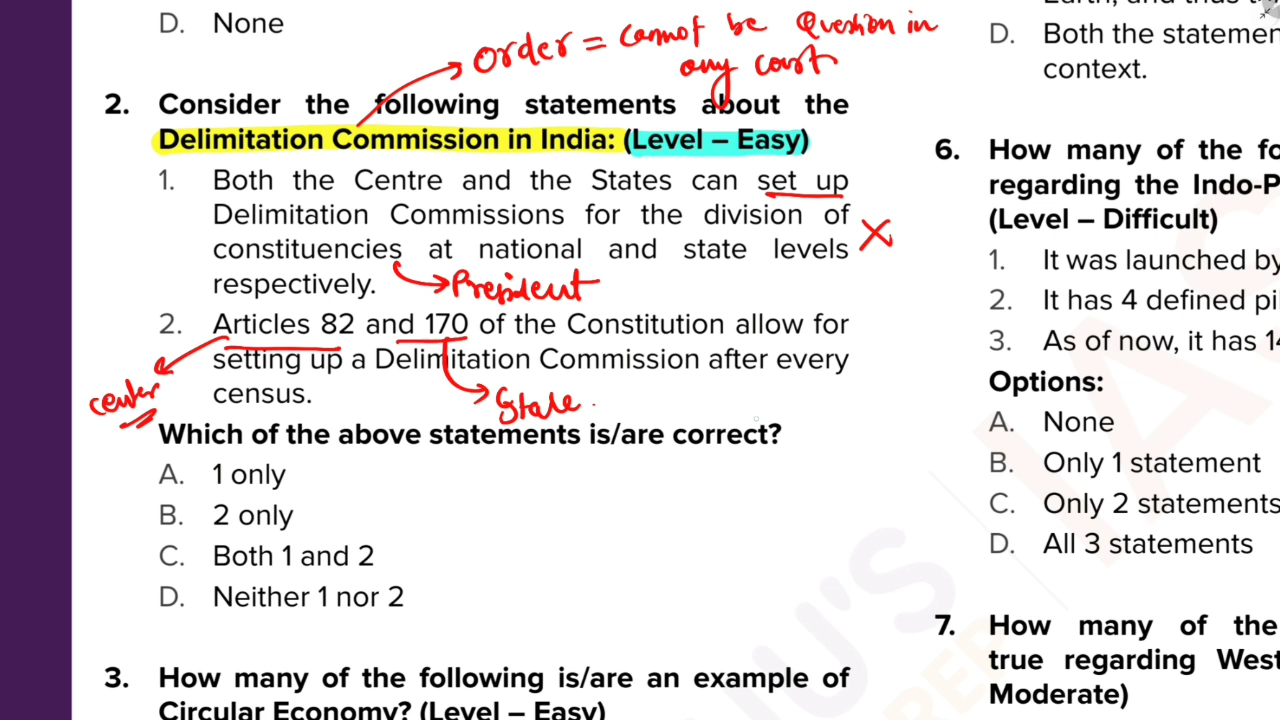 D. None
Order = cannot be Question in
any court
2. Consider the following statements about the
Delimitation Commission in India: (Level – Easy)
1. Both the Centre and the States can set up
Delimitation Commissions for the division of
constituencies at national and state levels
respectively.
President
2. Articles 82 and 170 of the Constitution allow for
setting up a Delimitation Commission after every
census.
center
State.
Which of the above statements is/are correct?
A. 1 only
B. 2 only
C. Both 1 and 2
D. Neither 1 nor 2
3. How many of the following is/are an example of
Circular Economy? (Level – Easy)
D. Both the statemen
context.
6. How many of the fo
regarding the Indo-P
(Level – Difficult)
1. It was launched by
2. It has 4 defined pi
3. As of now, it has 14
Options:
A. None
B. Only 1 statement
C. Only 2 statements
D. All 3 statements
7. How many of the
true regarding West
Moderate)